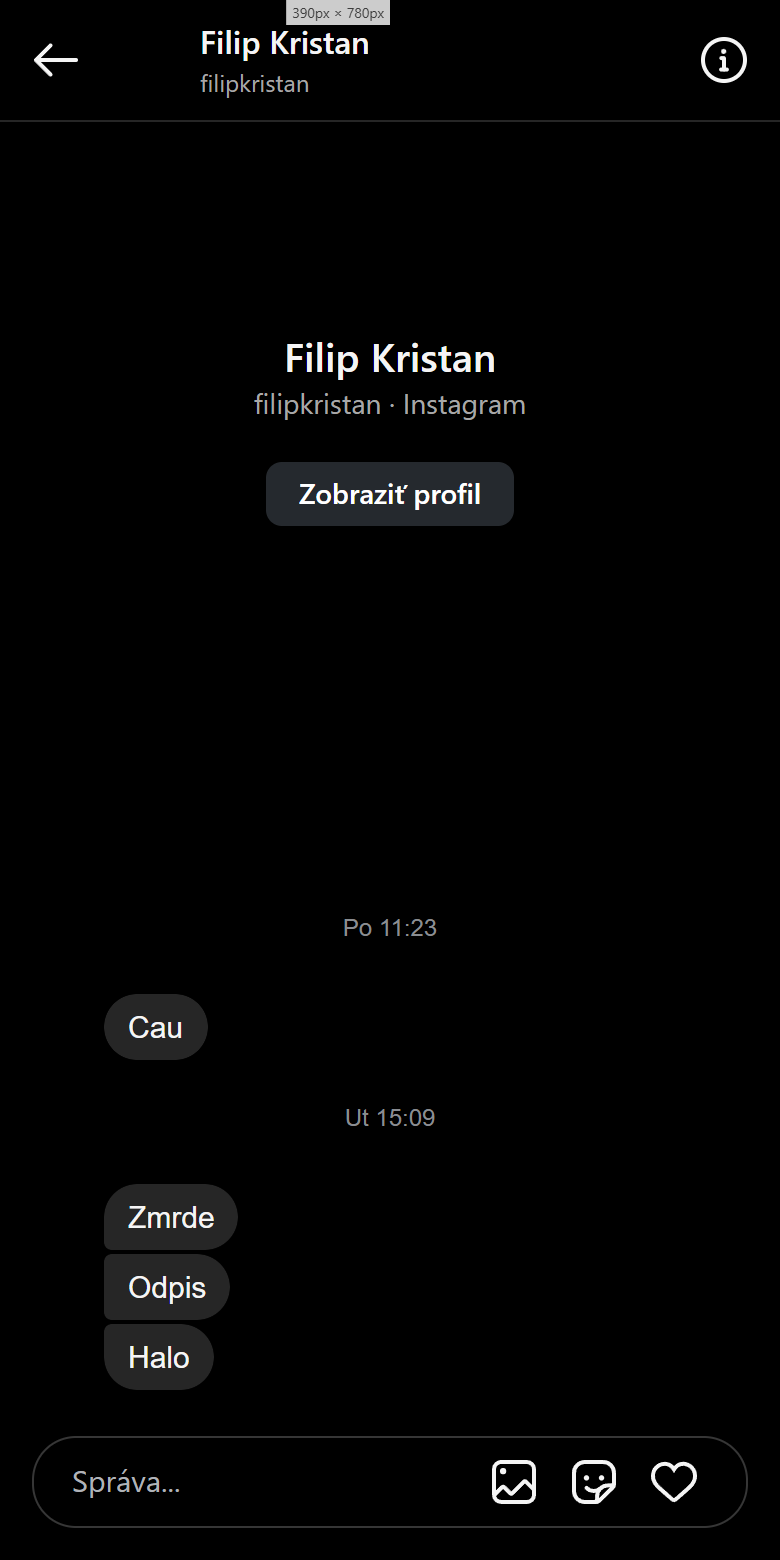 390px × 780px
Filip Kristan
filipkristan
Filip Kristan
filipkristan · Instagram
Zobraziť profil
Po 11:23
Cau
Ut 15:09
Zmrde
Odpis
Halo
Správa...